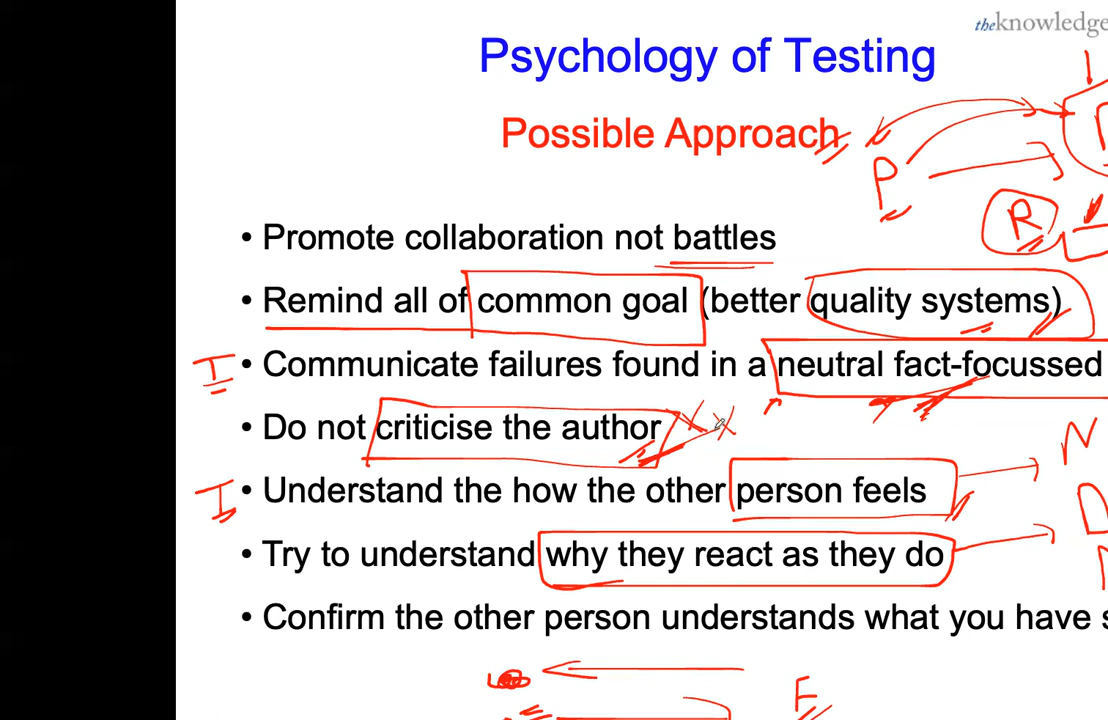 theknowledge
Psychology of Testing
Possible Approach
P
R
• Promote collaboration not battles
• Remind all of common goal (better quality systems)
I • Communicate failures found in a neutral fact-focussed
• Do not criticise the author X X
N
I • Understand the how the other person feels
D
• Try to understand why they react as they do
• Confirm the other person understands what you have s
E